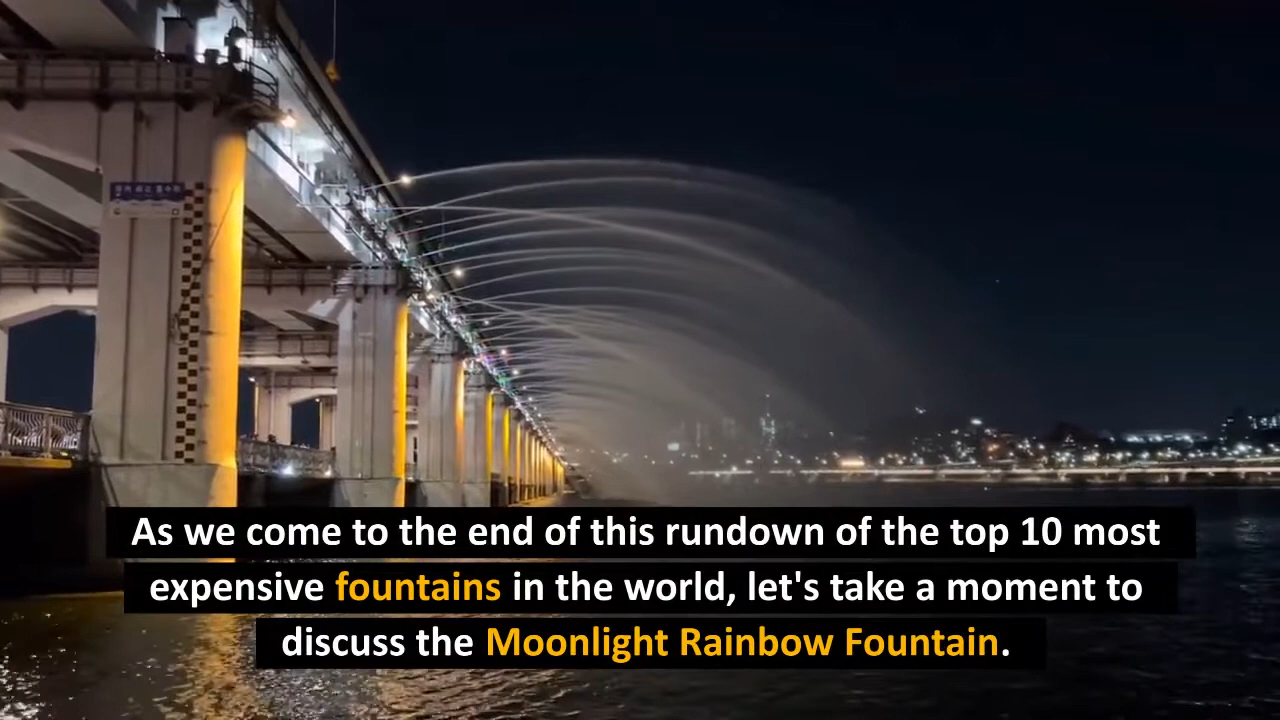 As we come to the end of this rundown of the top 10 most
expensive fountains in the world, let's take a moment to
discuss the Moonlight Rainbow Fountain.